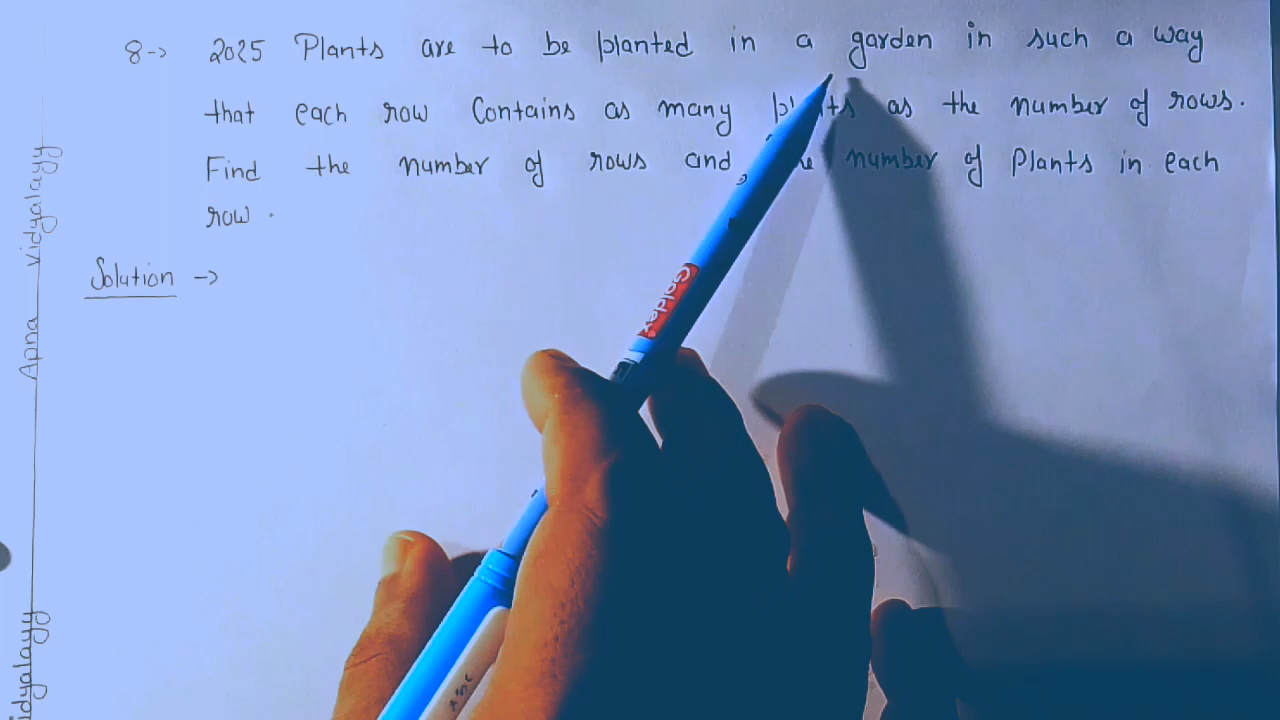 8-> 2025 Plants are to be planted in a garden in such a way
that each row Contains as many plants as the number of rows.
Find the number of rows and number of Plants in each
row.
Solution ->
Apna Vidyalayy
Goldex